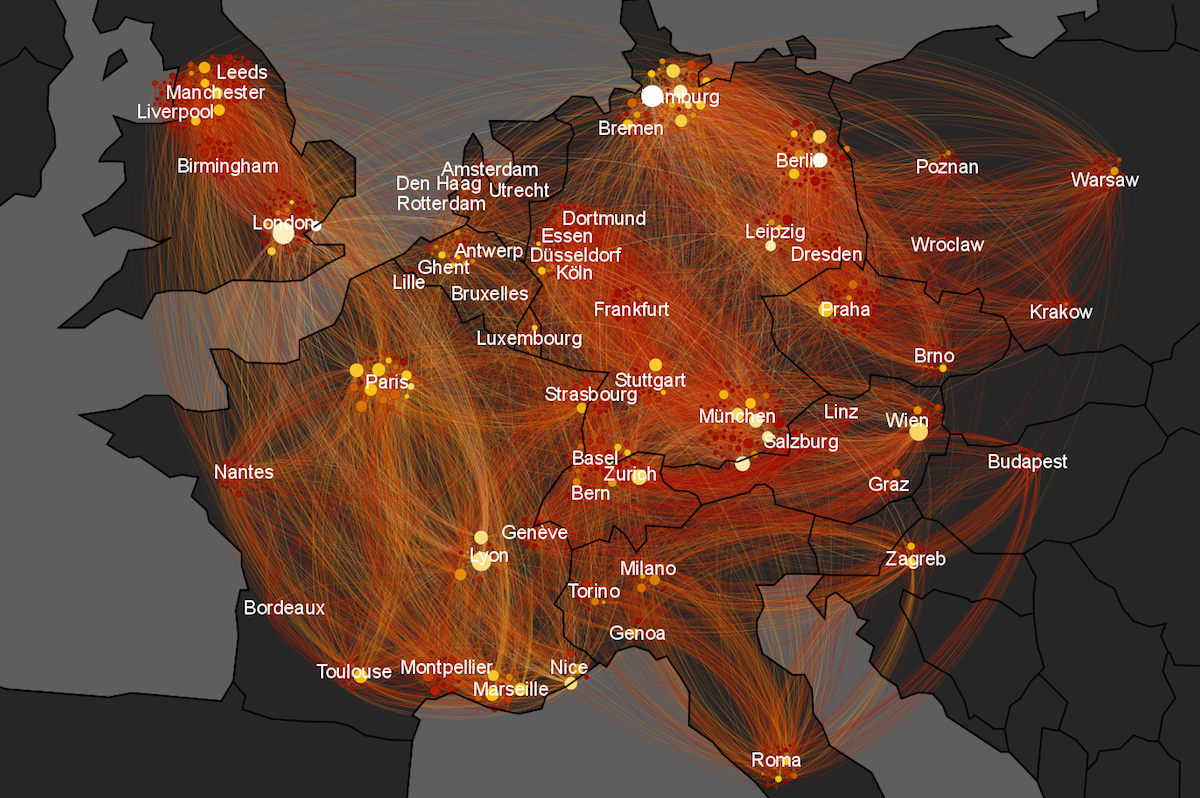 Leeds
Manchester
Liverpool
Birmingham
London
Hamburg
Bremen
Berlin
Poznan
Warsaw
Amsterdam
Den Haag
Utrecht
Rotterdam
Dortmund
Essen
Düsseldorf
Köln
Antwerp
Ghent
Lille
Bruxelles
Leipzig
Dresden
Wroclaw
Frankfurt
Praha
Krakow
Luxembourg
Brno
Paris
Stuttgart
Strasbourg
München
Linz
Wien
Salzburg
Nantes
Basel
Zurich
Bern
Graz
Budapest
Genève
Lyon
Milano
Zagreb
Torino
Bordeaux
Genoa
Toulouse
Montpellier
Nice
Marseille
Roma